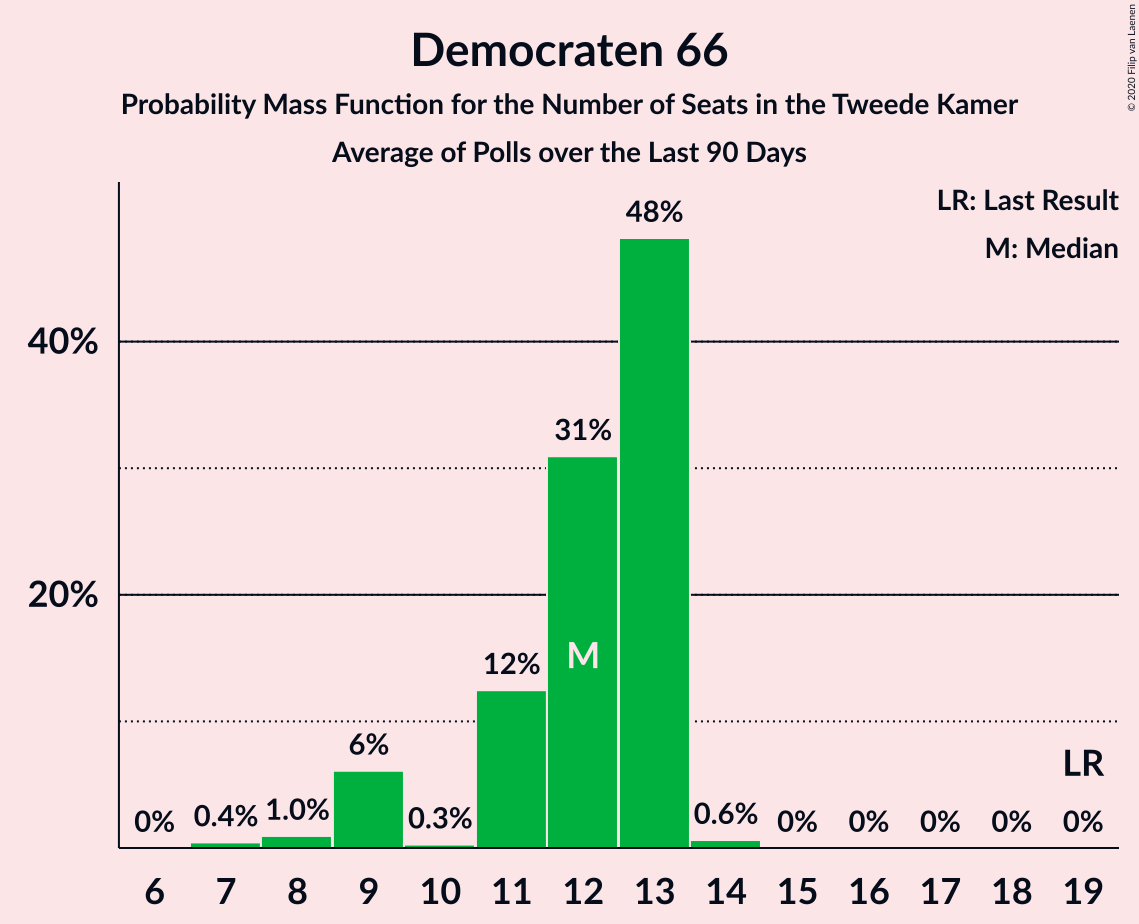 © 2020 Filip van Laenen
Democraten 66
Probability Mass Function for the Number of Seats in the Tweede Kamer
Average of Polls over the Last 90 Days
LR: Last Result
M: Median
40%
20%
0% 0.4% 1.0% 6% 0.3% 12% 31% 48% 0.6% 0% 0% 0% 0% 0%
M
LR
6 7 8 9 10 11 12 13 14 15 16 17 18 19